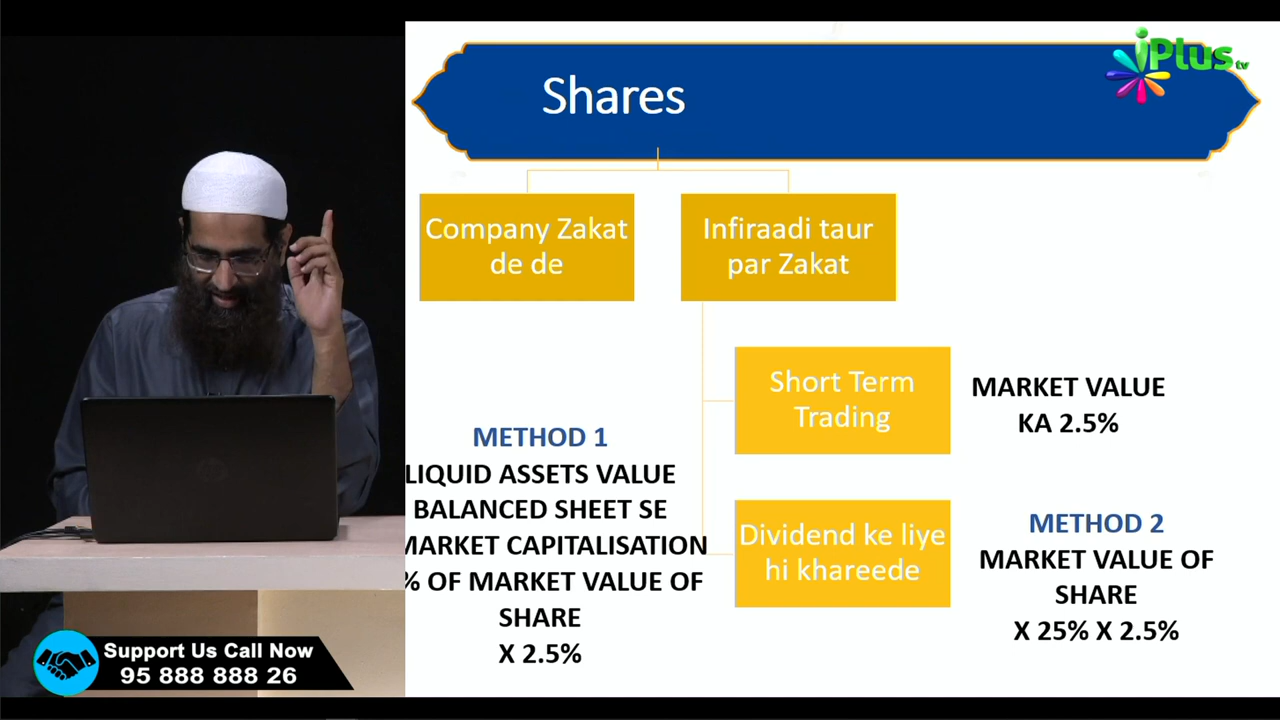 iPlus tv
Shares
Company Zakat
de de
Infiraadi taur
par Zakat
Short Term
Trading
MARKET VALUE
KA 2.5%
METHOD 1
LIQUID ASSETS VALUE
BALANCED SHEET SE
MARKET CAPITALISATION
% OF MARKET VALUE OF
SHARE
X 2.5%
Dividend ke liye
hi khareede
METHOD 2
MARKET VALUE OF
SHARE
X 25% X 2.5%
Support Us Call Now
95 888 888 26